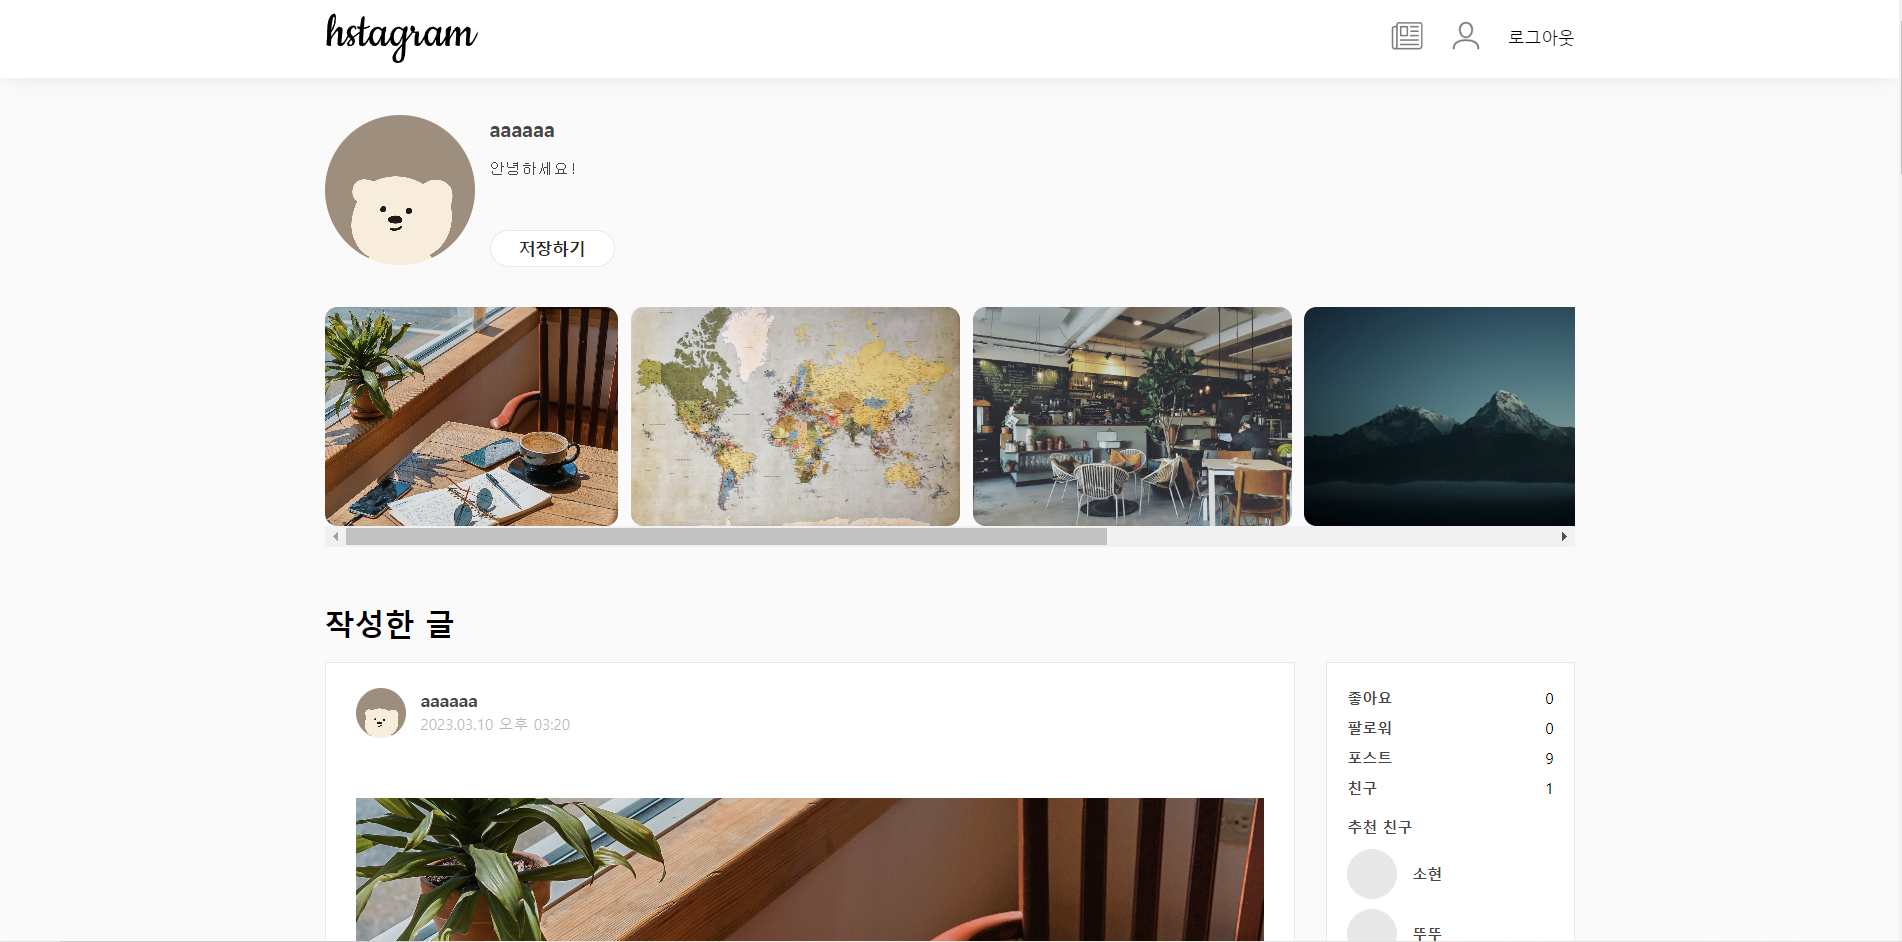 hstagram
로그아웃
aaaaaa
안녕하세요!
저장하기
작성한 글
aaaaaa
2023.03.10 오후 03:20
좋아요 0
팔로워 0
포스트 9
친구 1
추천 친구
소현
뚜뚜